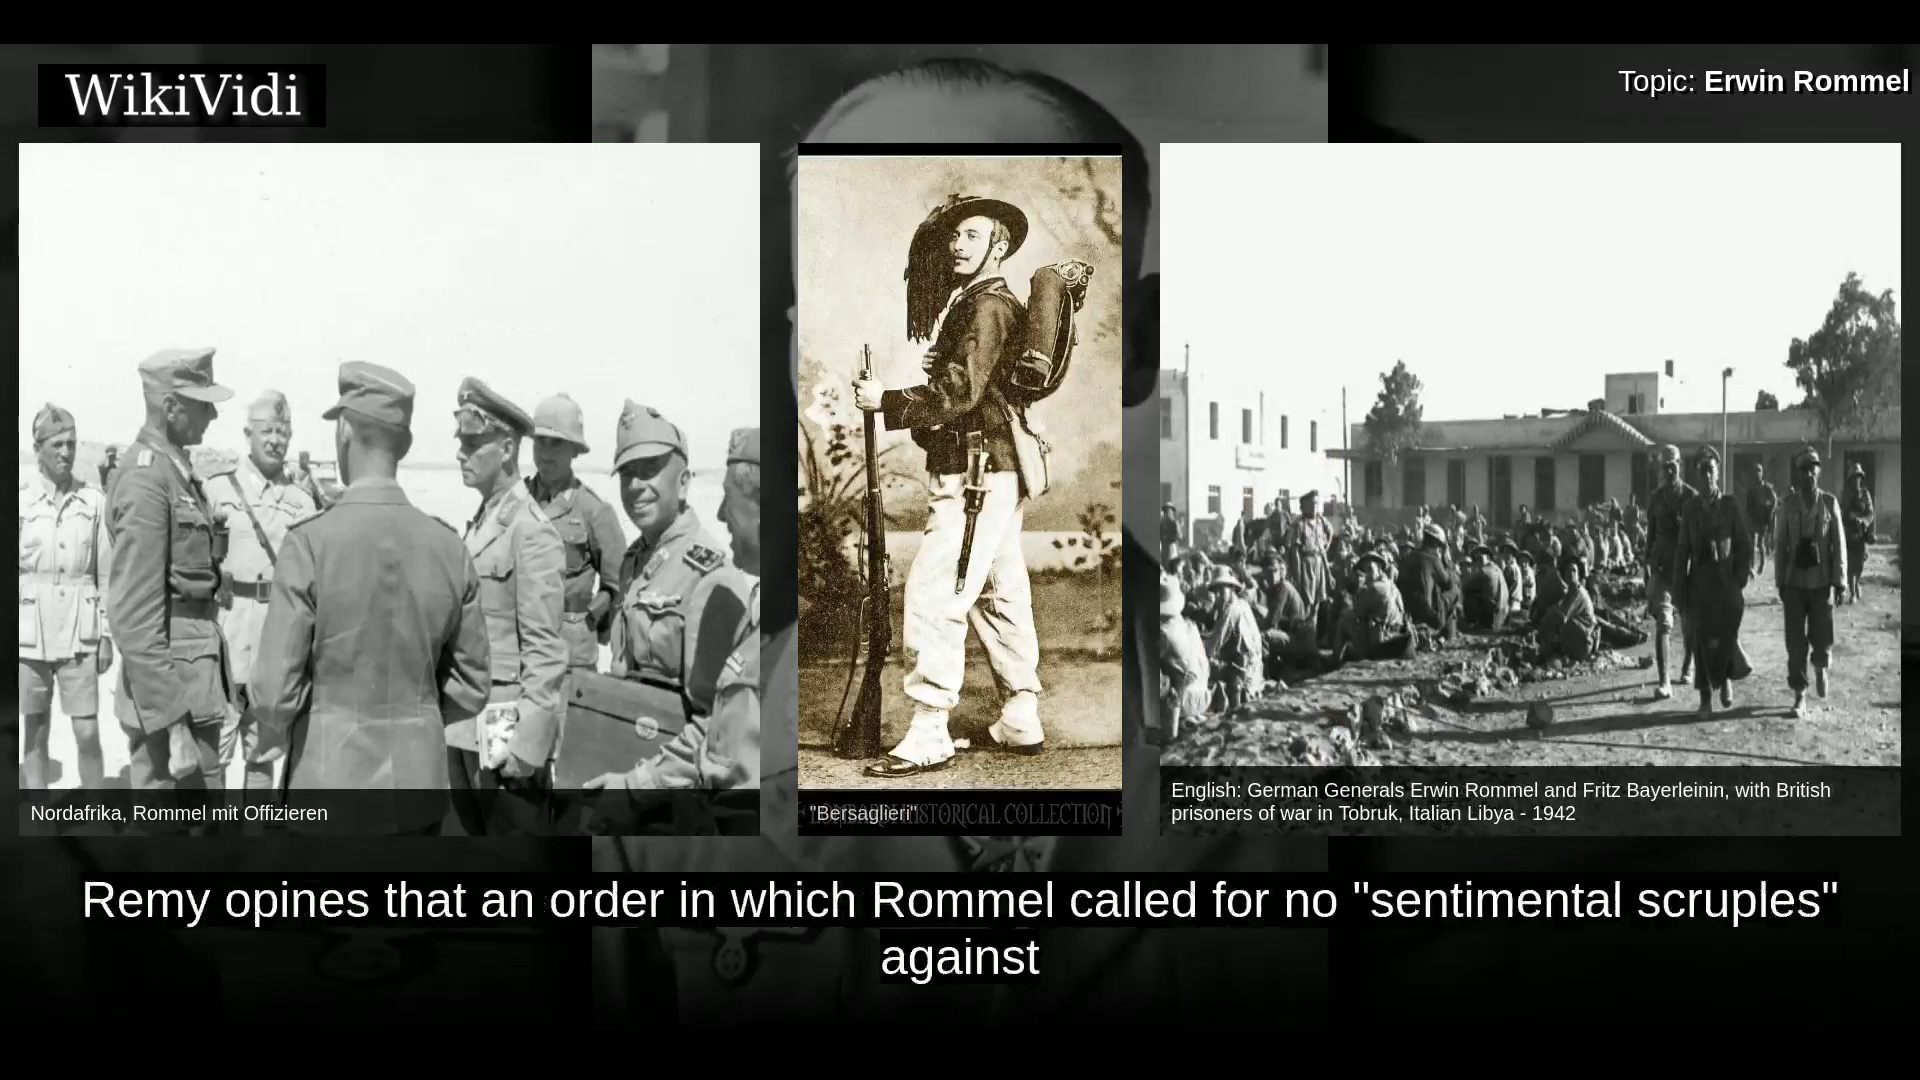 WikiVidi
Topic: Erwin Rommel
Nordafrika, Rommel mit Offizieren
"Bersaglieri"
HISTORICAL COLLECTION
English: German Generals Erwin Rommel and Fritz Bayerleinin, with British
prisoners of war in Tobruk, Italian Libya - 1942
Remy opines that an order in which Rommel called for no "sentimental scruples"
against